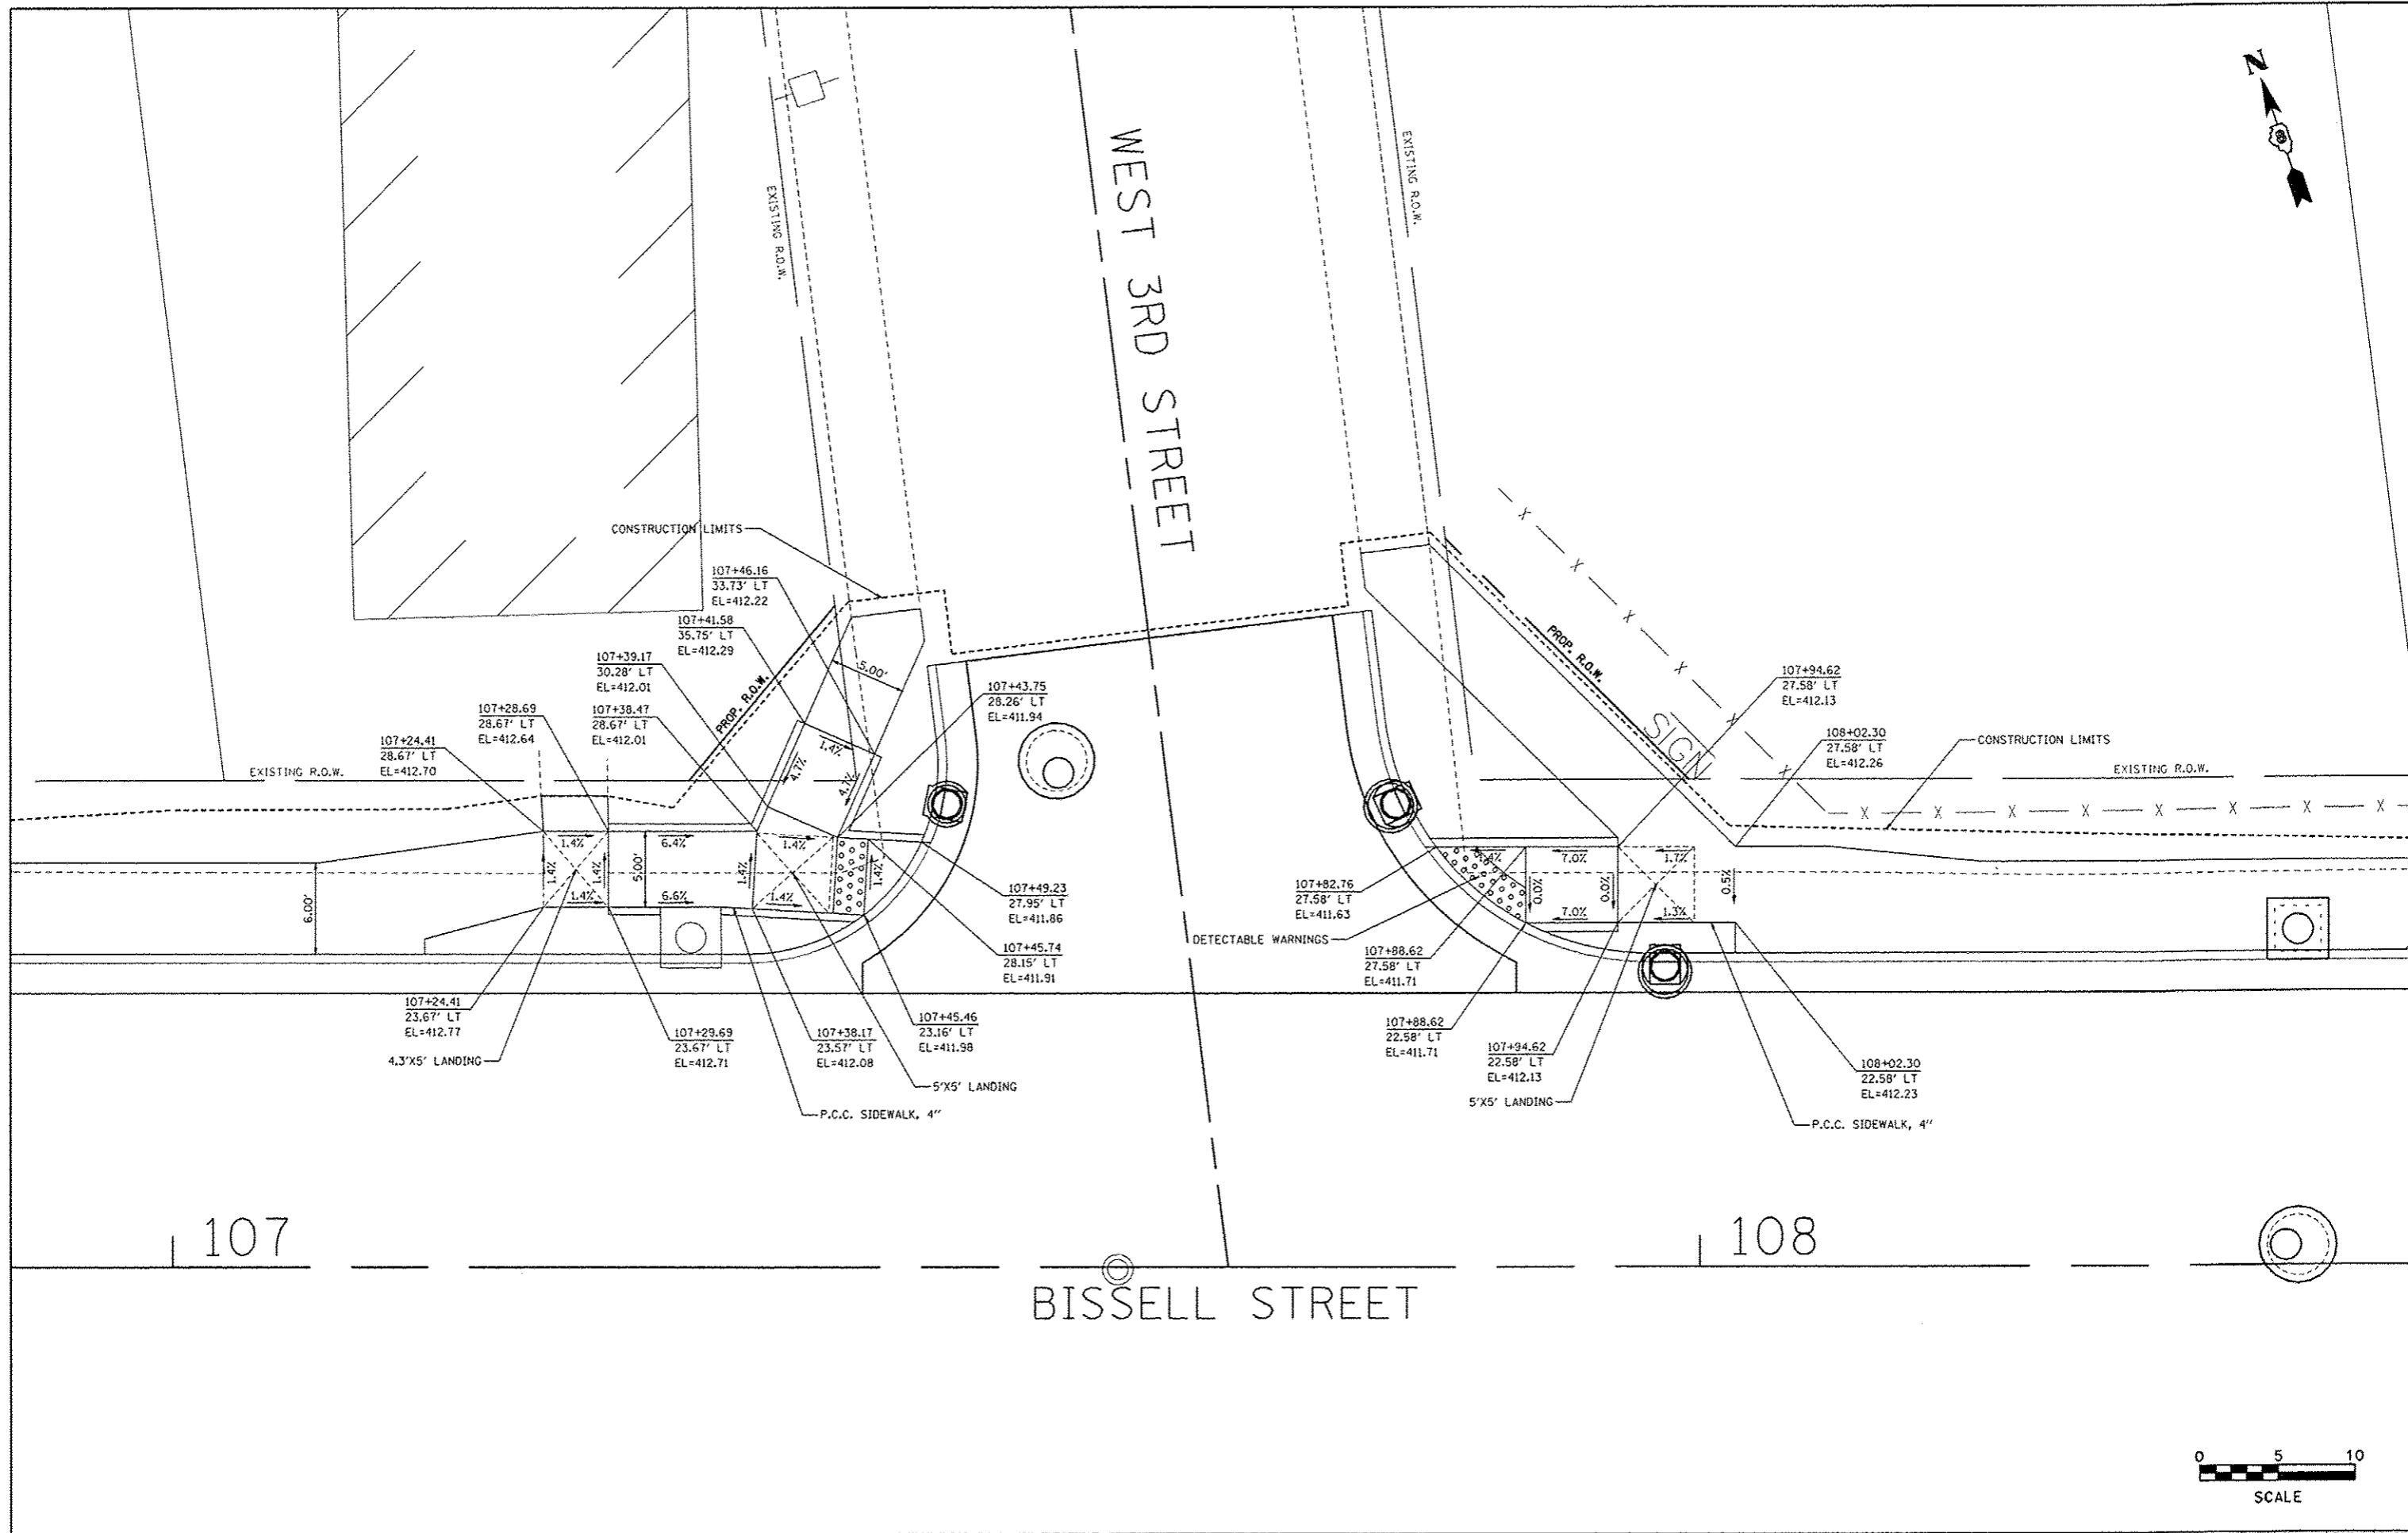 N
WEST 3RD STREET
EXISTING R.O.W.
EXISTING R.O.W.
CONSTRUCTION LIMITS
107+46.16
33.73' LT
EL=412.22
107+41.58
35.75' LT
EL=412.29
107+39.17
30.28' LT
EL=412.01
107+28.69
28.67' LT
EL=412.64
107+38.47
28.67' LT
EL=412.01
107+24.41
28.67' LT
EL=412.70
EXISTING R.O.W.
PROP. R.O.W.
5.00'
107+43.75
28.26' LT
EL=411.94
1.4%
4.7%
4.7%
1.4%
6.4%
1.4%
1.4%
1.4%
5.00'
1.4%
1.4%
1.4%
6.6%
1.4%
6.00'
107+49.23
27.95' LT
EL=411.86
107+45.74
28.15' LT
EL=411.91
107+24.41
23.67' LT
EL=412.77
4.3'X5' LANDING
107+29.69
23.67' LT
EL=412.71
107+38.17
23.57' LT
EL=412.08
107+45.46
23.16' LT
EL=411.98
5'X5' LANDING
P.C.C. SIDEWALK, 4"
PROP. R.O.W.
SIGN
X X X X X X X X X X X X X
107+94.62
27.58' LT
EL=412.13
108+02.30
27.58' LT
EL=412.26
CONSTRUCTION LIMITS
EXISTING R.O.W.
1.4%
7.0%
1.7%
0.0%
0.0%
0.5%
7.0%
1.3%
107+82.76
27.58' LT
EL=411.63
DETECTABLE WARNINGS
107+88.62
27.58' LT
EL=411.71
107+88.62
22.58' LT
EL=411.71
107+94.62
22.58' LT
EL=412.13
5'X5' LANDING
108+02.30
22.58' LT
EL=412.23
P.C.C. SIDEWALK, 4"
107
108
BISSELL STREET
0 5 10
SCALE